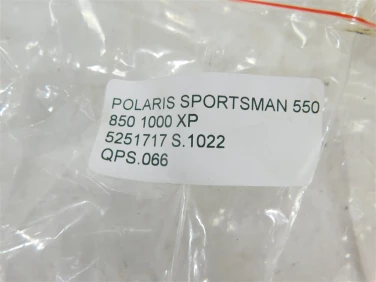 POLARIS SPORTSMAN 550
850 1000 XP
5251717 S.1022
QPS.066